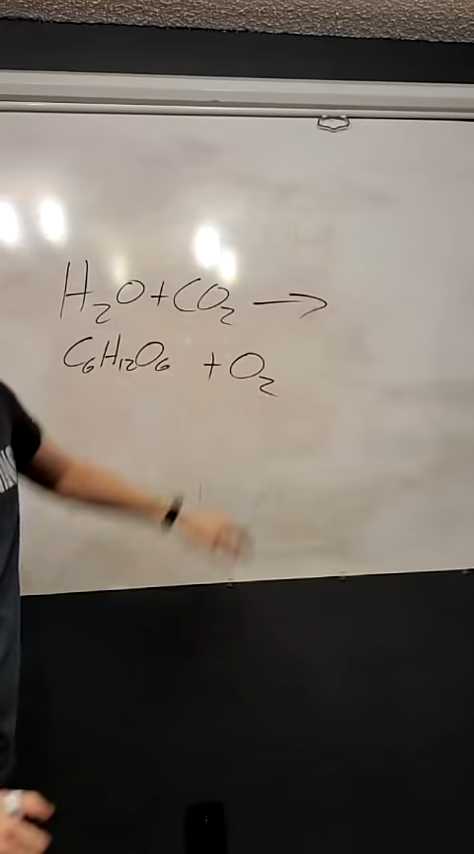 H₂O + CO₂ →
C₆H₁₂O₆ + O₂